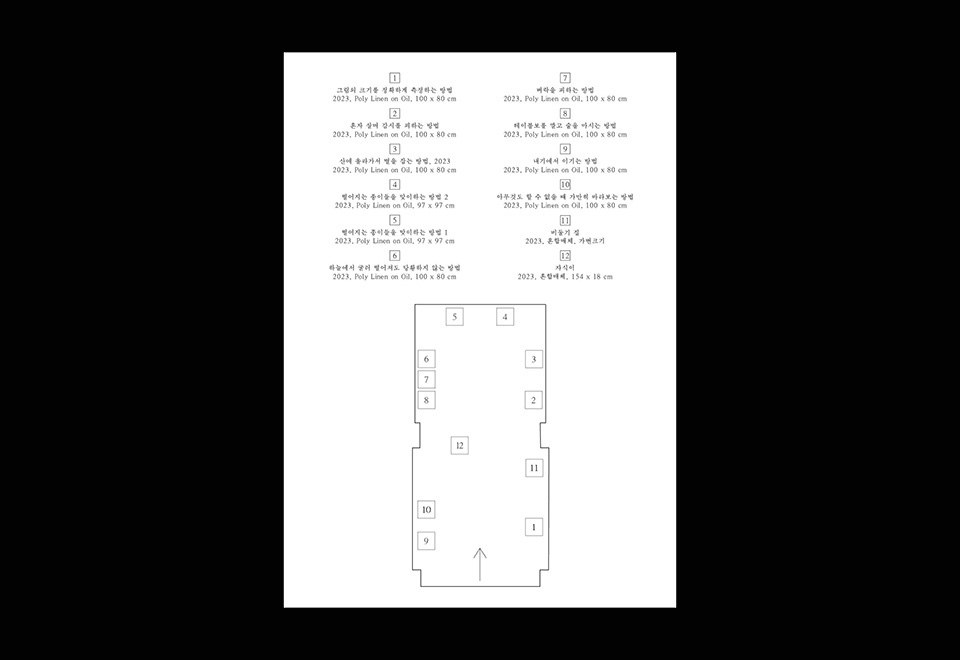 1
그림의 크기를 정확하게 측정하는 방법
2023, Poly Linen on Oil, 100 x 80 cm
2
혼자 살며 감시를 피하는 방법
2023, Poly Linen on Oil, 100 x 80 cm
3
산에 올라가서 별을 잡는 방법, 2023
2023, Poly Linen on Oil, 100 x 80 cm
4
떨어지는 종이들을 맞이하는 방법 2
2023, Poly Linen on Oil, 97 x 97 cm
5
떨어지는 종이들을 맞이하는 방법 1
2023, Poly Linen on Oil, 97 x 97 cm
6
하늘에서 굴러 떨어져도 당황하지 않는 방법
2023, Poly Linen on Oil, 100 x 80 cm
7
벼락을 피하는 방법
2023, Poly Linen on Oil, 100 x 80 cm
8
테이블보를 열고 술을 마시는 방법
2023, Poly Linen on Oil, 100 x 80 cm
9
내기에서 이기는 방법
2023, Poly Linen on Oil, 100 x 80 cm
10
아무것도 할 수 없을 때 가만히 바라보는 방법
2023, Poly Linen on Oil, 100 x 80 cm
11
비둘기 집
2023, 혼합매체, 가변크기
12
자식이
2023, 혼합매체, 154 x 18 cm
5 4
6 3
7
8 2
12
11
10
1
9